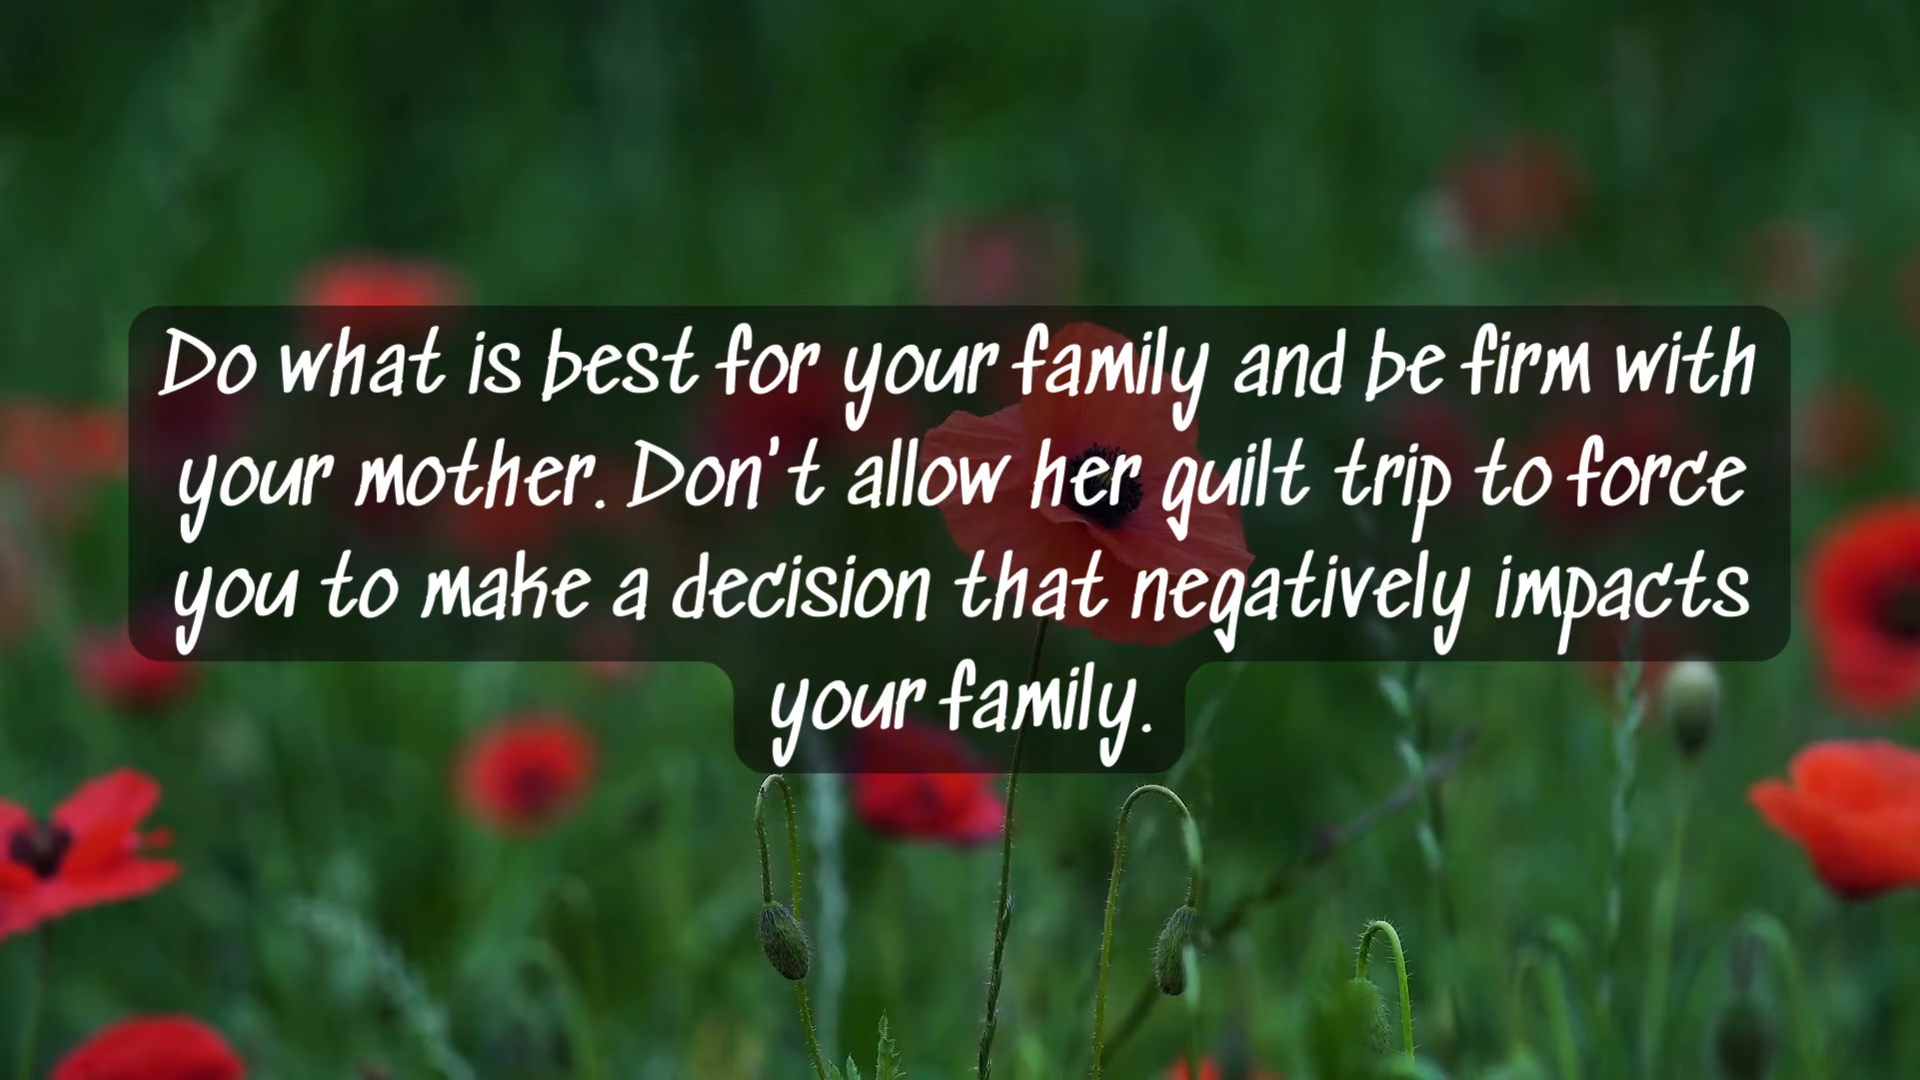 Do what is best for your family and be firm with
your mother. Don't allow her guilt trip to force
you to make a decision that negatively impacts
your family.